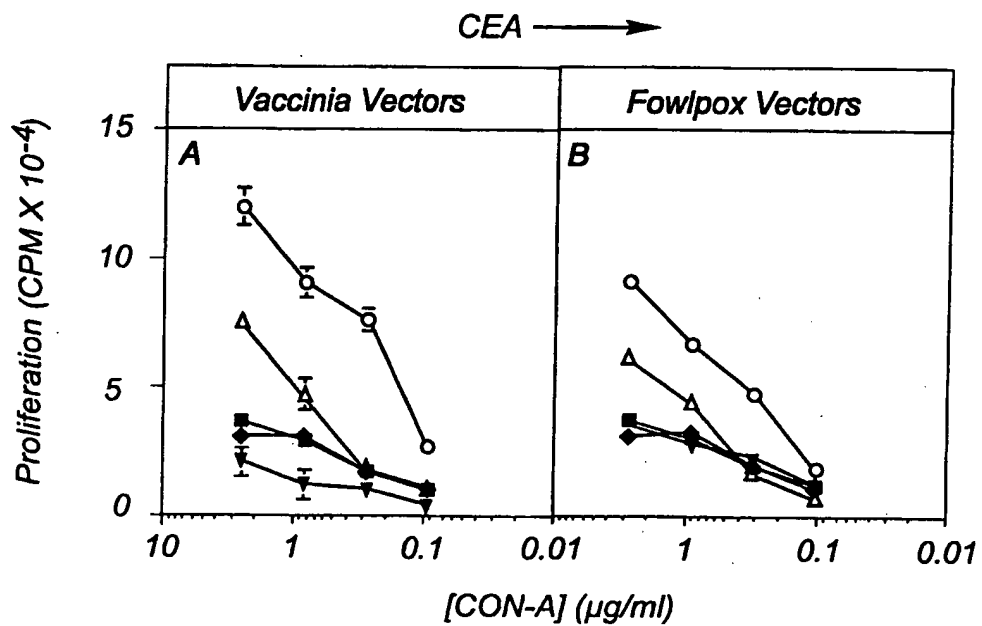 CEA
Vaccinia Vectors Fowlpox Vectors
15 A B
10
5
0
10 1 0.1 0.01 1 0.1 0.01
Proliferation (CPM X 10⁻⁴)
[CON-A] (µg/ml)